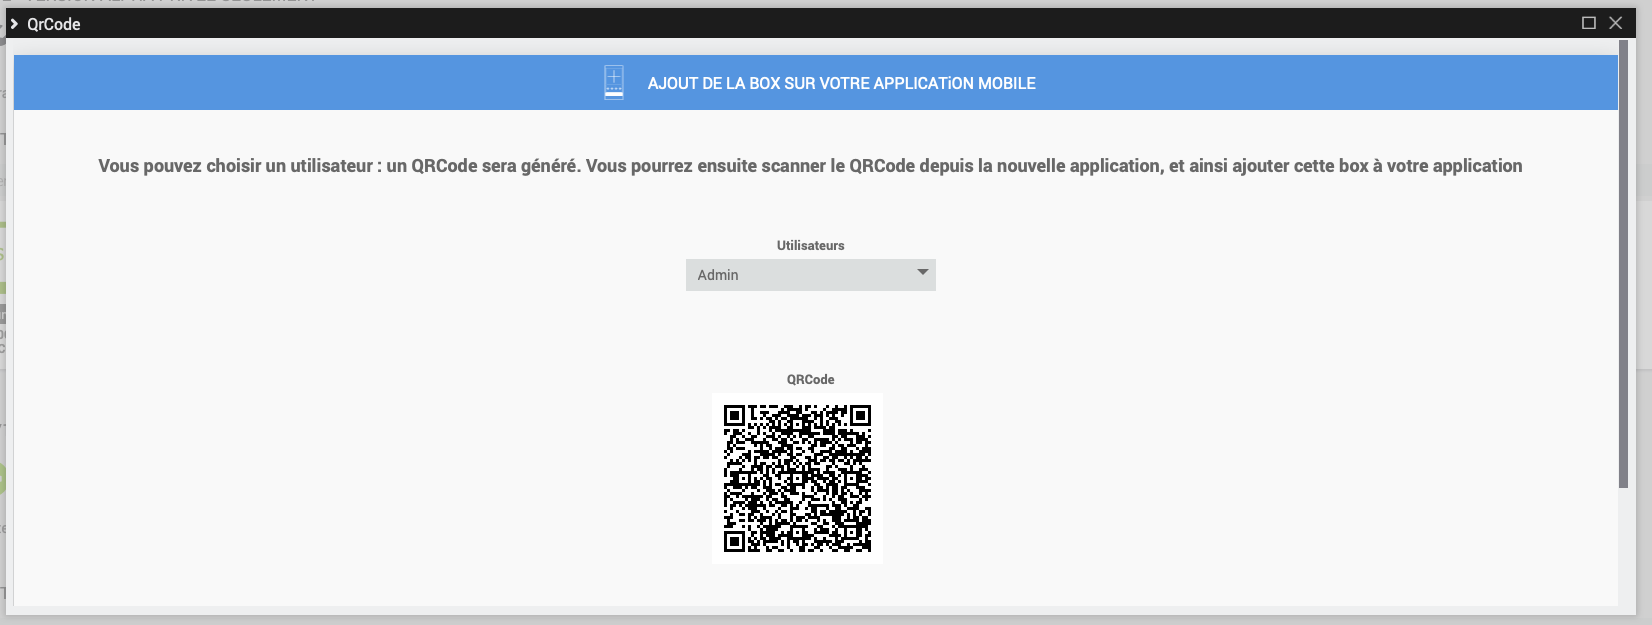 QrCode
AJOUT DE LA BOX SUR VOTRE APPLICATiON MOBILE
Vous pouvez choisir un utilisateur : un QRCode sera généré. Vous pourrez ensuite scanner le QRCode depuis la nouvelle application, et ainsi ajouter cette box à votre application
Utilisateurs
Admin
QRCode